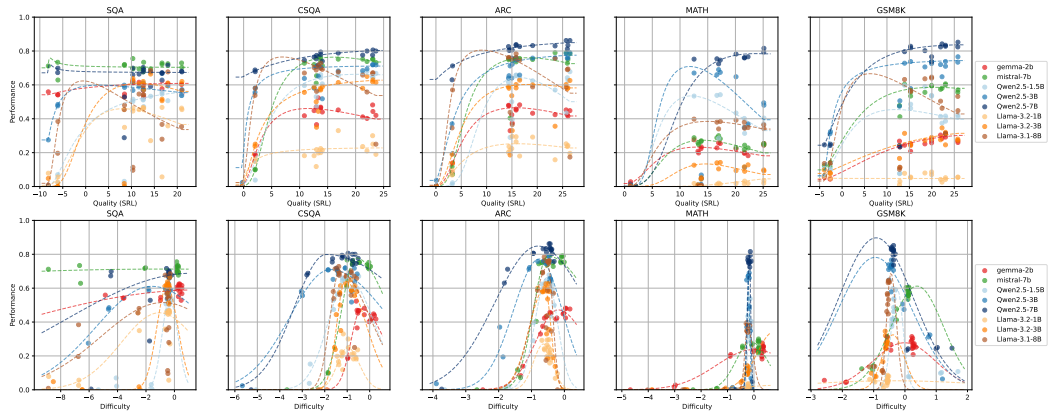 SQA
CSQA
ARC
MATH
GSM8K
1.0
0.8
0.6
0.4
0.2
0.0
Performance
−10 −5 0 5 10 15 20
0 5 10 15 20 25
0 5 10 15 20 25
0 5 10 15 20 25
−5 0 5 10 15 20 25
Quality (SRL)
Quality (SRL)
Quality (SRL)
Quality (SRL)
Quality (SRL)
gemma-2b
mistral-7b
Qwen2.5-1.5B
Qwen2.5-3B
Qwen2.5-7B
Llama-3.2-1B
Llama-3.2-3B
Llama-3.1-8B
SQA
CSQA
ARC
MATH
GSM8K
1.0
0.8
0.6
0.4
0.2
0.0
Performance
−8 −6 −4 −2 0
−6 −5 −4 −3 −2 −1 0
−4 −3 −2 −1 0
−5 −4 −3 −2 −1 0
−3 −2 −1 0 1 2
Difficulty
Difficulty
Difficulty
Difficulty
Difficulty
gemma-2b
mistral-7b
Qwen2.5-1.5B
Qwen2.5-3B
Qwen2.5-7B
Llama-3.2-1B
Llama-3.2-3B
Llama-3.1-8B